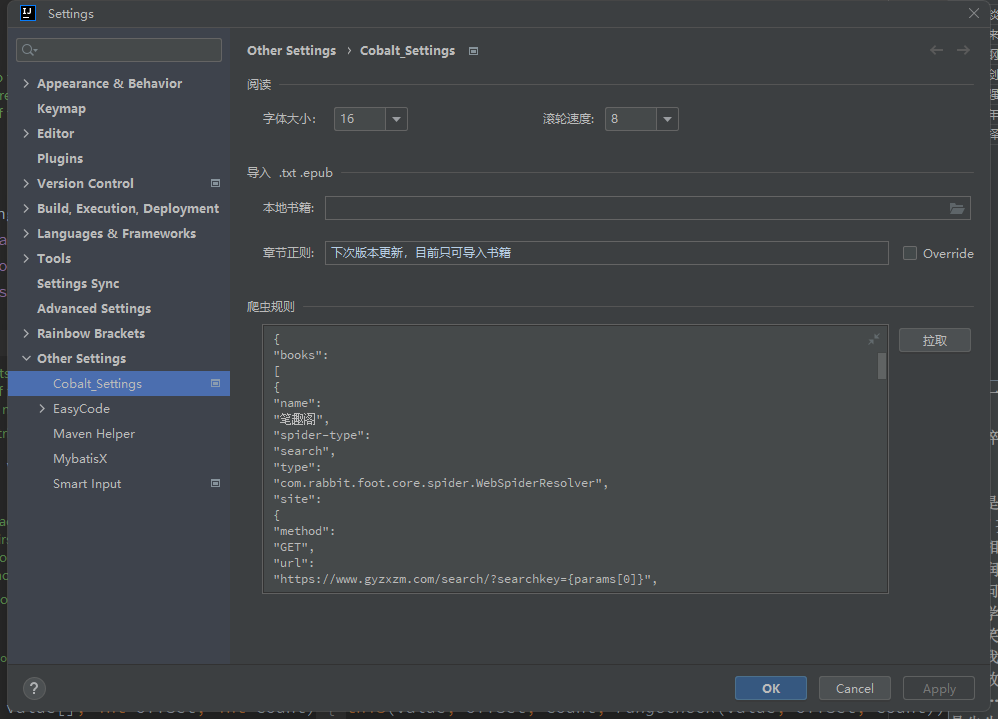 Settings
Appearance & Behavior
Keymap
Editor
Plugins
Version Control
Build, Execution, Deployment
Languages & Frameworks
Tools
Settings Sync
Advanced Settings
Rainbow Brackets
Other Settings
Cobalt_Settings
EasyCode
Maven Helper
MybatisX
Smart Input
Other Settings › Cobalt_Settings
阅读
字体大小: 16 滚轮速度: 8
导入 .txt .epub
本地书籍:
章节正则: 下次版本更新，目前只可导入书籍 Override
爬虫规则
{
"books":
[
{
"name":
"笔趣阁",
"spider-type":
"search",
"type":
"com.rabbit.foot.core.spider.WebSpiderResolver",
"site":
{
"method":
"GET",
"url":
"https://www.gyzxzm.com/search/?searchkey={params[0]}",
拉取
?
OK Cancel Apply